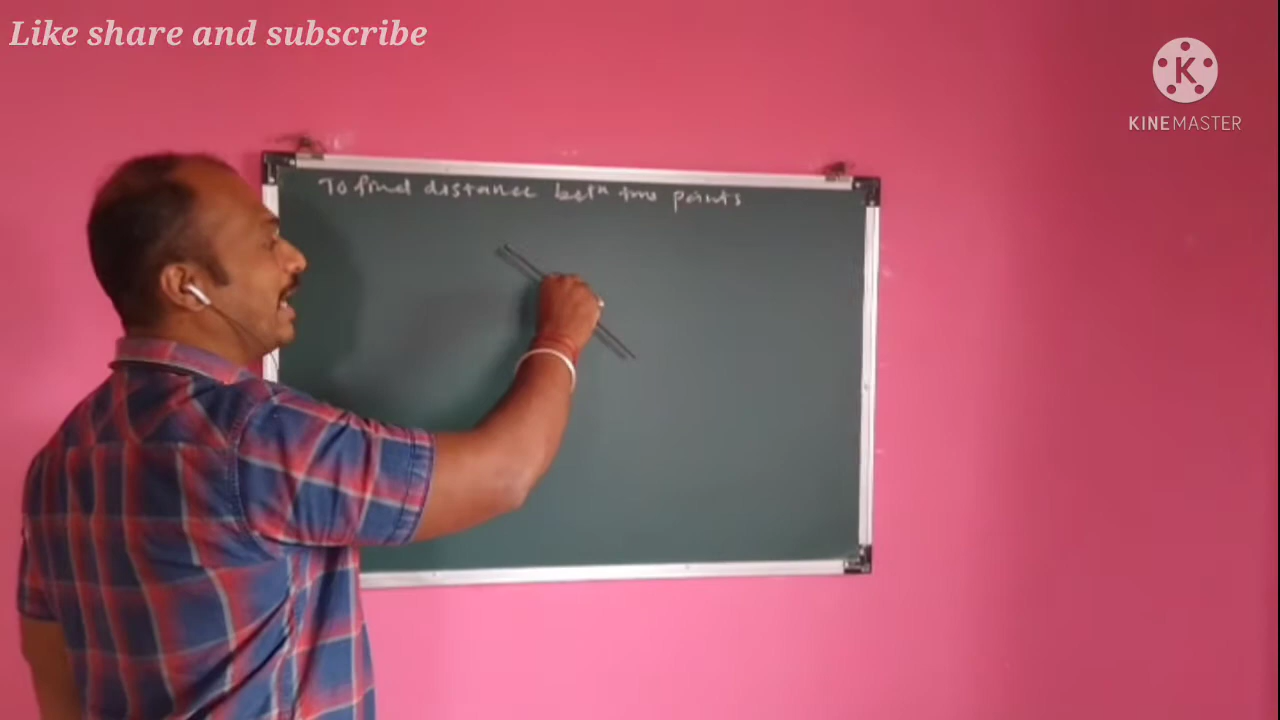 Like share and subscribe
K
KINEMASTER
To find distance betn two points